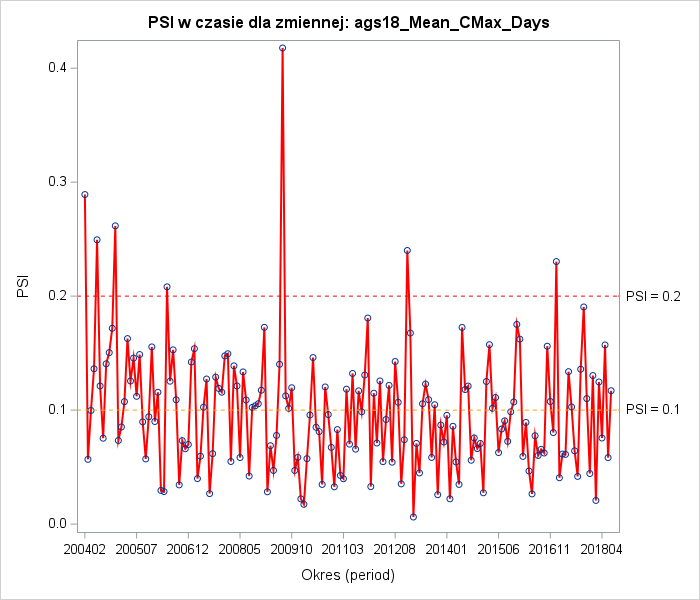 PSI w czasie dla zmiennej: ags18_Mean_CMax_Days
PSI
0.4
0.3
0.2
0.1
0.0
PSI = 0.2
PSI = 0.1
200402 200507 200612 200805 200910 201103 201208 201401 201506 201611 201804
Okres (period)